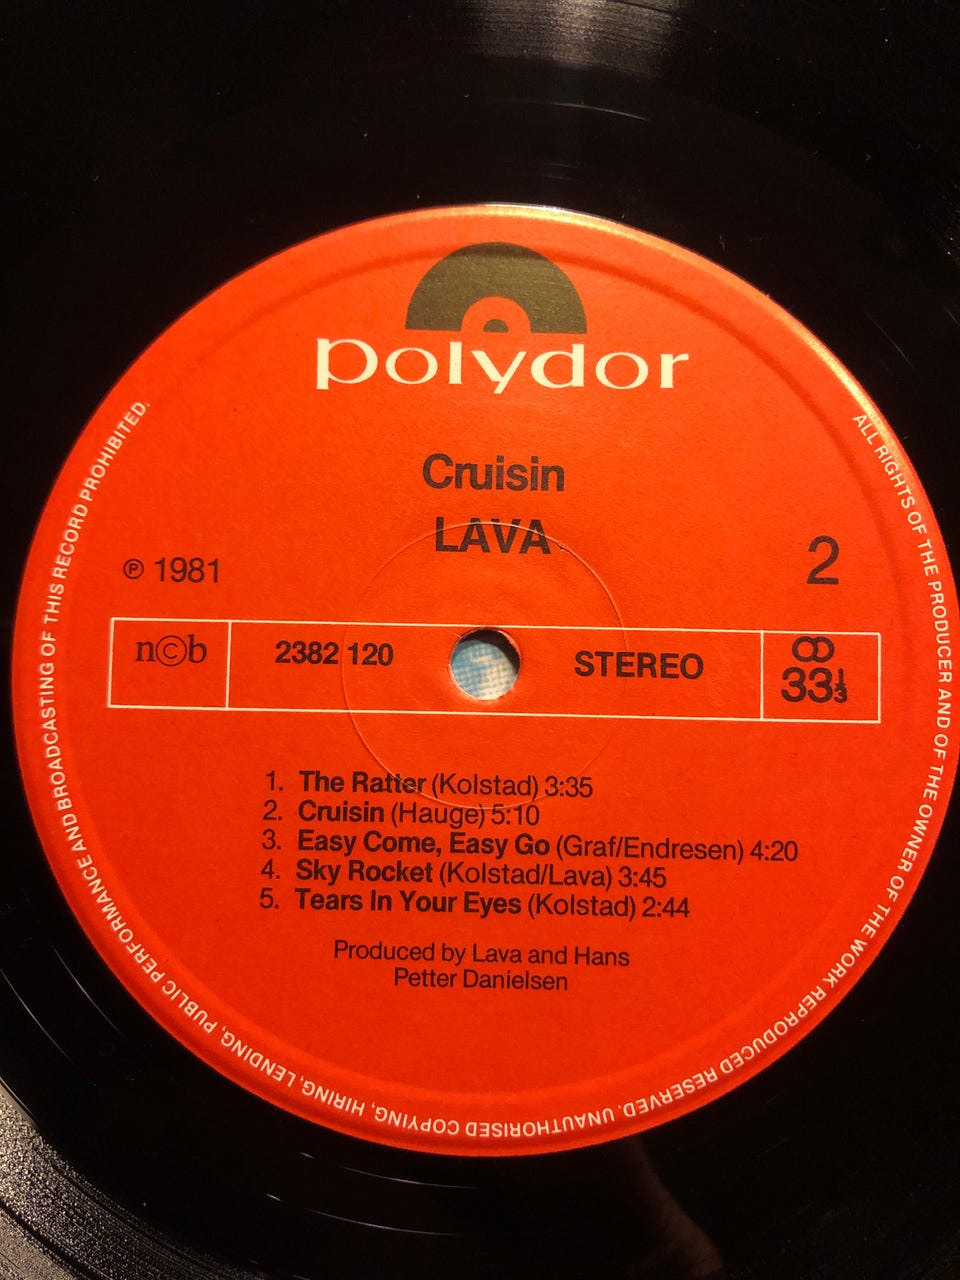 polydor
Cruisin
LAVA
℗ 1981
2
n©b
2382 120
STEREO
33⅓
1. The Ratter (Kolstad) 3:35
2. Cruisin (Hauge) 5:10
3. Easy Come, Easy Go (Graf/Endresen) 4:20
4. Sky Rocket (Kolstad/Lava) 3:45
5. Tears In Your Eyes (Kolstad) 2:44
Produced by Lava and Hans
Petter Danielsen
ALL RIGHTS OF THE PRODUCER AND OF THE OWNER OF THE WORK REPRODUCED RESERVED. UNAUTHORISED COPYING, HIRING, LENDING, PUBLIC PERFORMANCE AND BROADCASTING OF THIS RECORD PROHIBITED.